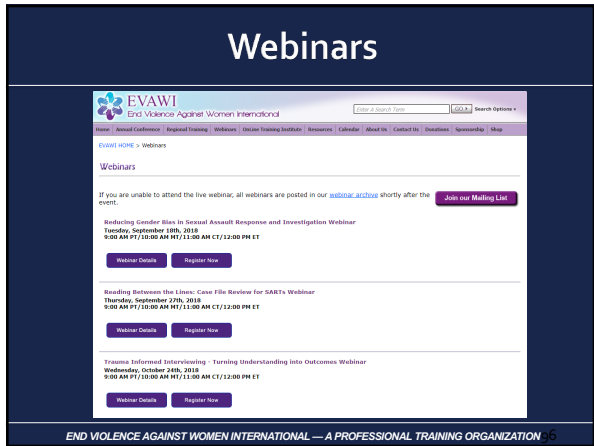 Webinars
EVAWI
End Violence Against Women International
Enter A Search Term
GO
Search Options
Home Annual Conference Regional Training Webinars OnLine Training Institute Resources Calendar About Us Contact Us Donations Sponsorship Shop
EVAWI HOME > Webinars
Webinars
If you are unable to attend the live webinar, all webinars are posted in our webinar archive shortly after the
event.
Join our Mailing List
Reducing Gender Bias in Sexual Assault Response and Investigation Webinar
Tuesday, September 18th, 2018
9:00 AM PT/10:00 AM MT/11:00 AM CT/12:00 PM ET
Webinar Details Register Now
Reading Between the Lines: Case File Review for SARTs Webinar
Thursday, September 27th, 2018
9:00 AM PT/10:00 AM MT/11:00 AM CT/12:00 PM ET
Webinar Details Register Now
Trauma Informed Interviewing - Turning Understanding into Outcomes Webinar
Wednesday, October 24th, 2018
9:00 AM PT/10:00 AM MT/11:00 AM CT/12:00 PM ET
Webinar Details Register Now
END VIOLENCE AGAINST WOMEN INTERNATIONAL — A PROFESSIONAL TRAINING ORGANIZATION 96